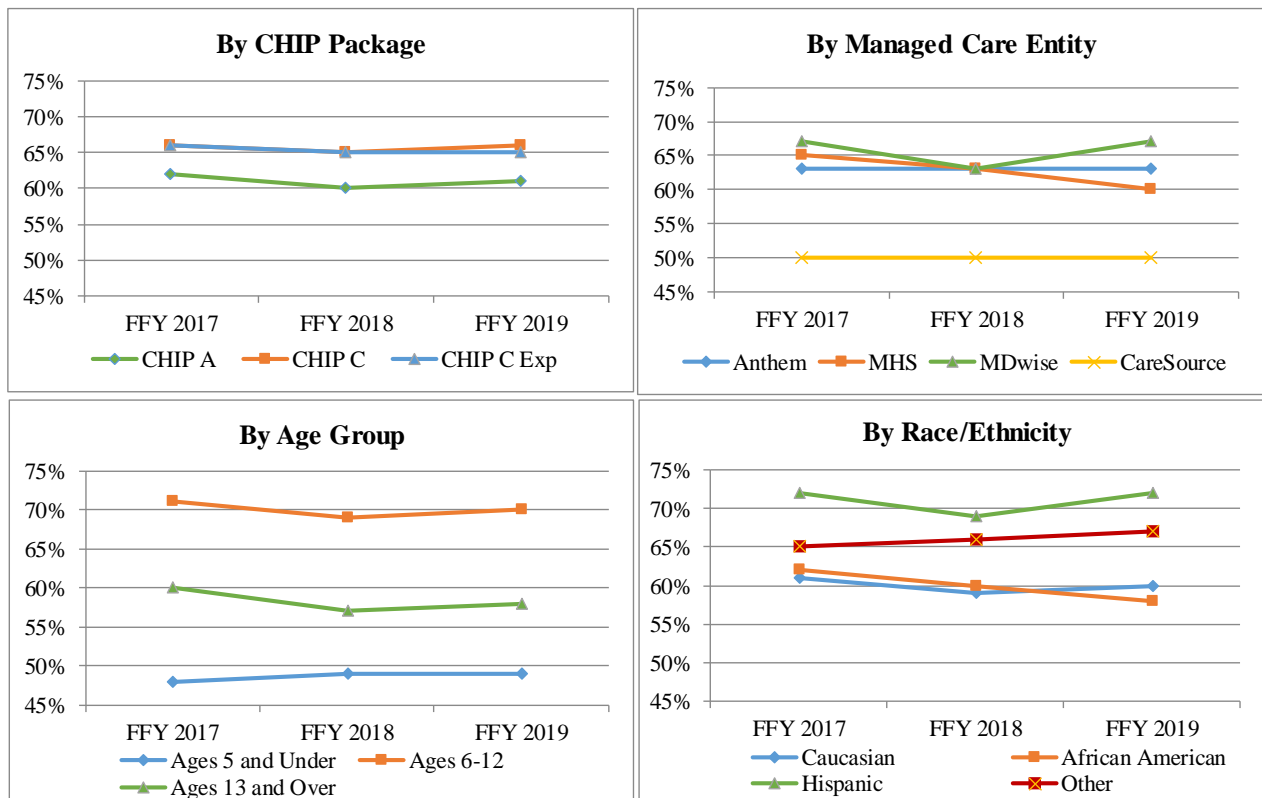 By CHIP Package
75%
70%
65%
60%
55%
50%
45%
FFY 2017 FFY 2018 FFY 2019
CHIP A CHIP C CHIP C Exp
By Managed Care Entity
75%
70%
65%
60%
55%
50%
45%
FFY 2017 FFY 2018 FFY 2019
Anthem MHS MDwise CareSource
By Age Group
75%
70%
65%
60%
55%
50%
45%
FFY 2017 FFY 2018 FFY 2019
Ages 5 and Under Ages 6-12
Ages 13 and Over
By Race/Ethnicity
75%
70%
65%
60%
55%
50%
45%
FFY 2017 FFY 2018 FFY 2019
Caucasian African American
Hispanic Other